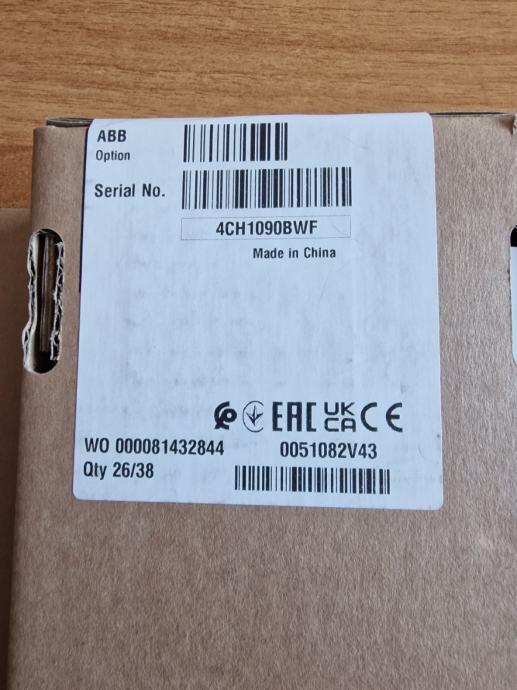 ABB
Option
Serial No.
4CH1090BWF
Made in China
EAC UK CA CE
WO 000081432844 0051082V43
Qty 26/38